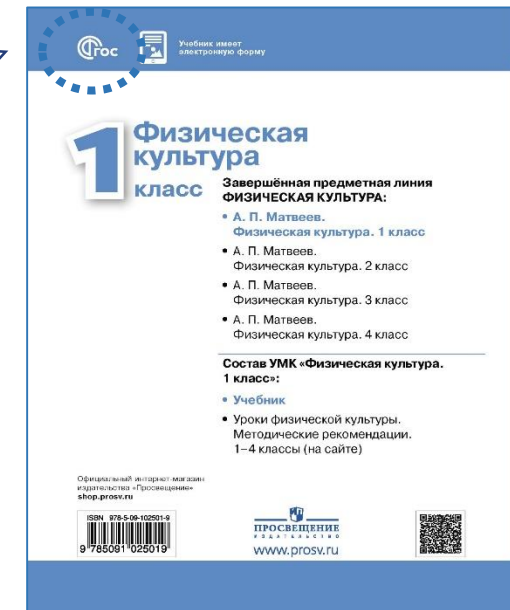 ФГОС
Учебник имеет
электронную форму
1 Физическая
культура
класс
Завершённая предметная линия
ФИЗИЧЕСКАЯ КУЛЬТУРА:
• А. П. Матвеев.
Физическая культура. 1 класс
• А. П. Матвеев.
Физическая культура. 2 класс
• А. П. Матвеев.
Физическая культура. 3 класс
• А. П. Матвеев.
Физическая культура. 4 класс
Состав УМК «Физическая культура.
1 класс»:
• Учебник
• Уроки физической культуры.
Методические рекомендации.
1–4 классы (на сайте)
Официальный интернет-магазин
издательства «Просвещение»
shop.prosv.ru
ISBN 978-5-09-102501-9
9 785091 025019
ПРОСВЕЩЕНИЕ
ИЗДАТЕЛЬСТВО
www.prosv.ru